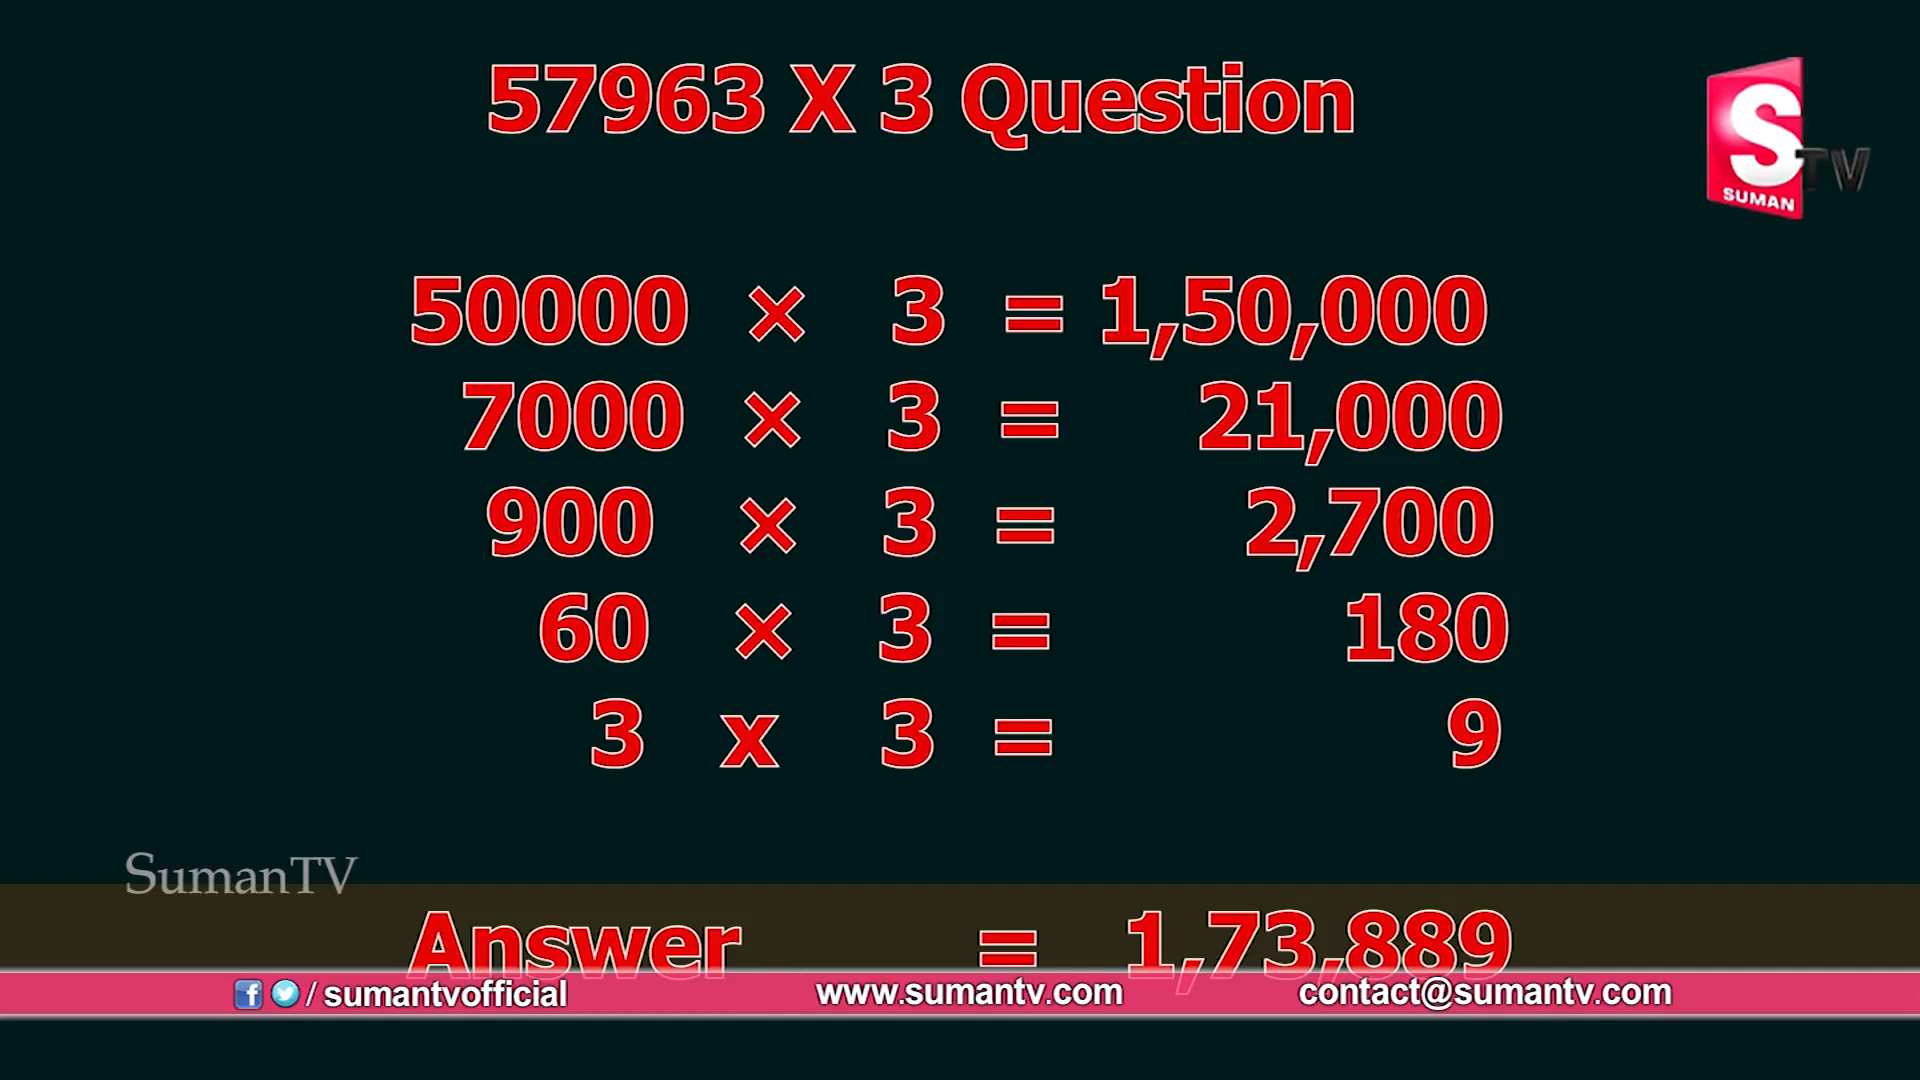 57963 X 3 Question
S TV
SUMAN
50000 × 3 = 1,50,000
7000 × 3 = 21,000
900 × 3 = 2,700
60 × 3 = 180
3 x 3 = 9
SumanTV
Answer = 1,73,889
/ sumantvofficial www.sumantv.com contact@sumantv.com